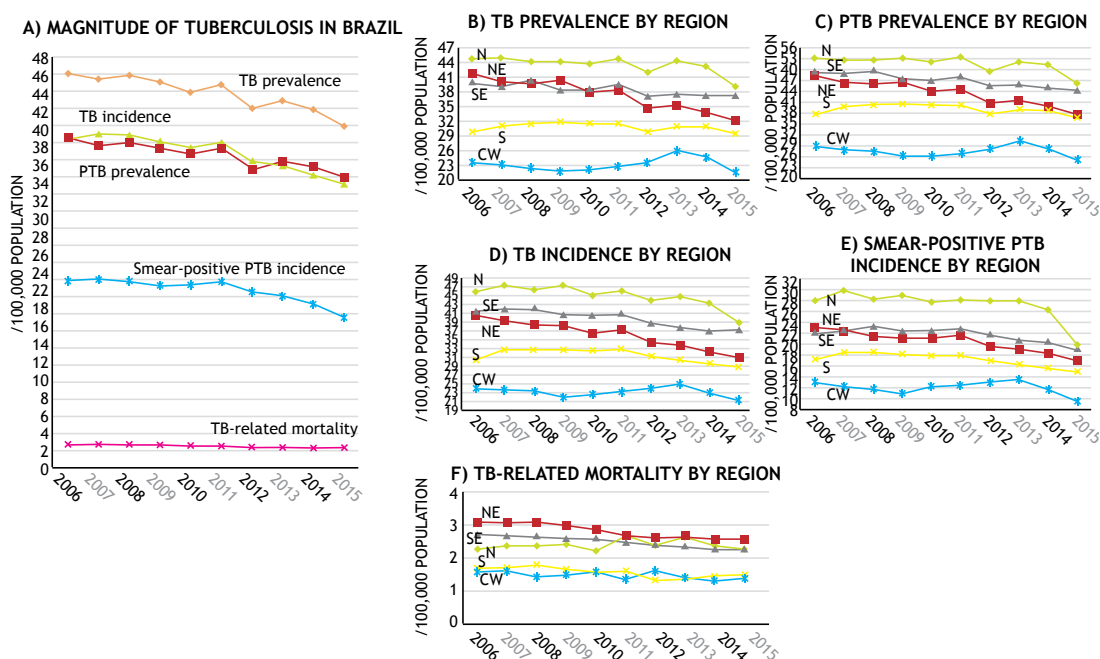 A) MAGNITUDE OF TUBERCULOSIS IN BRAZIL
/100,000 POPULATION
48
46
44
42
40
38
36
34
32
30
28
26
24
22
20
18
16
14
12
10
8
6
4
2
0
TB prevalence
TB incidence
PTB prevalence
Smear-positive PTB incidence
TB-related mortality
2006 2007 2008 2009 2010 2011 2012 2013 2014 2015
B) TB PREVALENCE BY REGION
/100,000 POPULATION
47
44
41
38
35
32
29
26
23
20
N
NE
SE
S
CW
2006 2007 2008 2009 2010 2011 2012 2013 2014 2015
C) PTB PREVALENCE BY REGION
/100,000 POPULATION
56
53
50
47
44
41
38
35
32
29
26
23
20
N
SE
NE
S
CW
2006 2007 2008 2009 2010 2011 2012 2013 2014 2015
D) TB INCIDENCE BY REGION
/100,000 POPULATION
49
47
45
43
41
39
37
35
33
31
29
27
25
23
21
19
N
SE
NE
S
CW
2006 2007 2008 2009 2010 2011 2012 2013 2014 2015
E) SMEAR-POSITIVE PTB
INCIDENCE BY REGION
/100,000 POPULATION
32
30
28
26
24
22
20
18
16
14
12
10
8
N
NE
SE
S
CW
2006 2007 2008 2009 2010 2011 2012 2013 2014 2015
F) TB-RELATED MORTALITY BY REGION
/100,000 POPULATION
4
3
2
1
0
NE
SE
N
S
CW
2006 2007 2008 2009 2010 2011 2012 2013 2014 2015